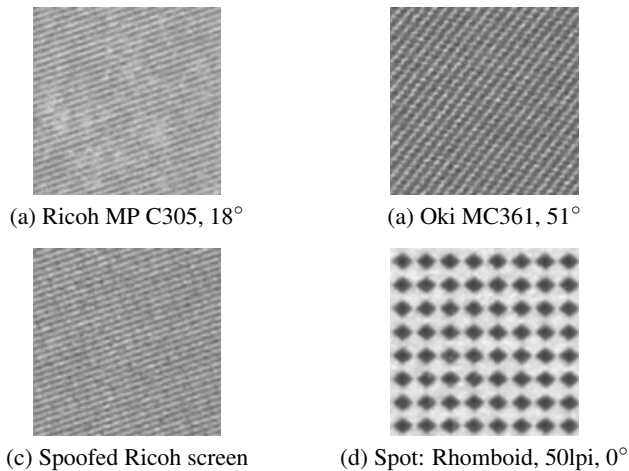 (a) Ricoh MP C305, 18°
(a) Oki MC361, 51°
(c) Spoofed Ricoh screen
(d) Spot: Rhomboid, 50lpi, 0°